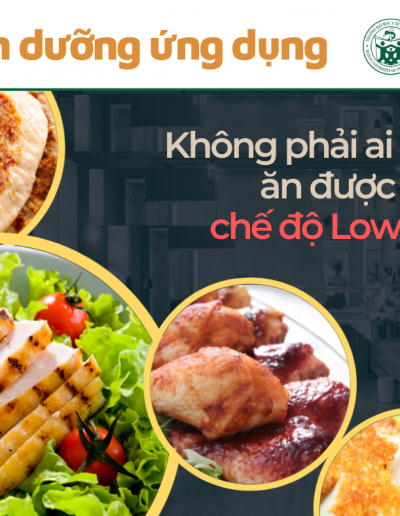 dưỡng ứng dụng
Không phải ai
ăn được
chế độ Low